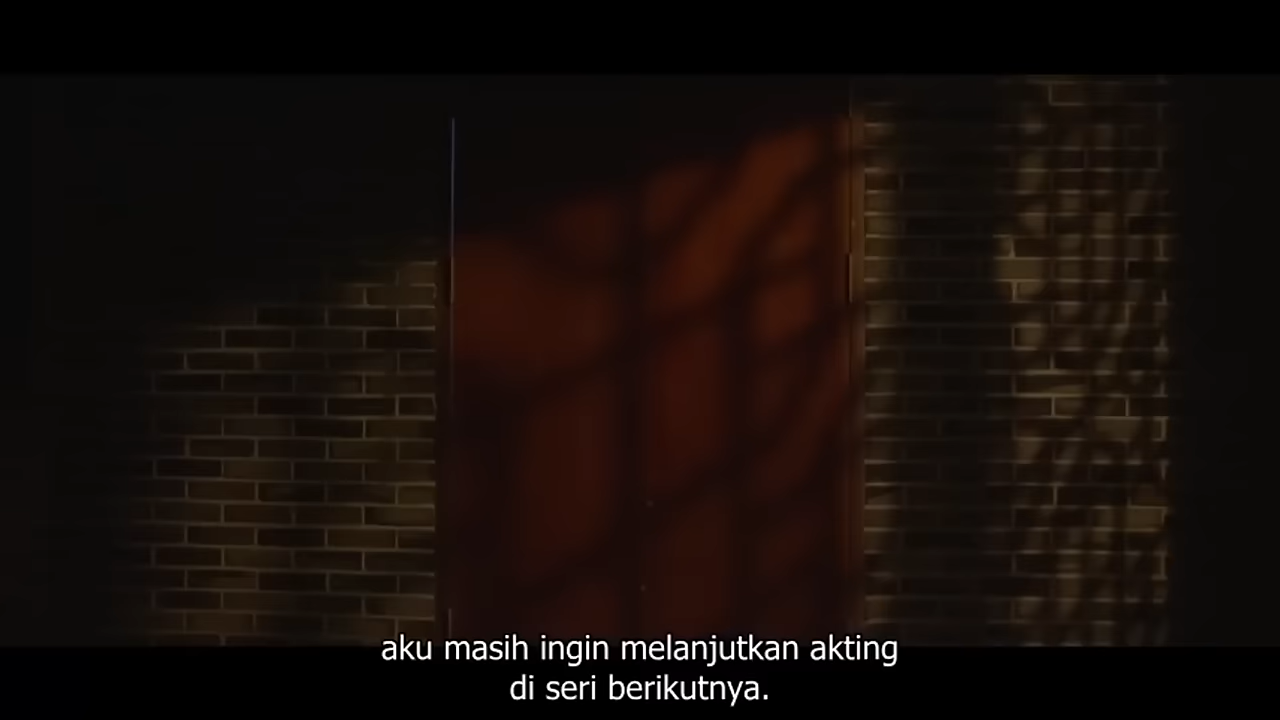 aku masih ingin melanjutkan akting
di seri berikutnya.